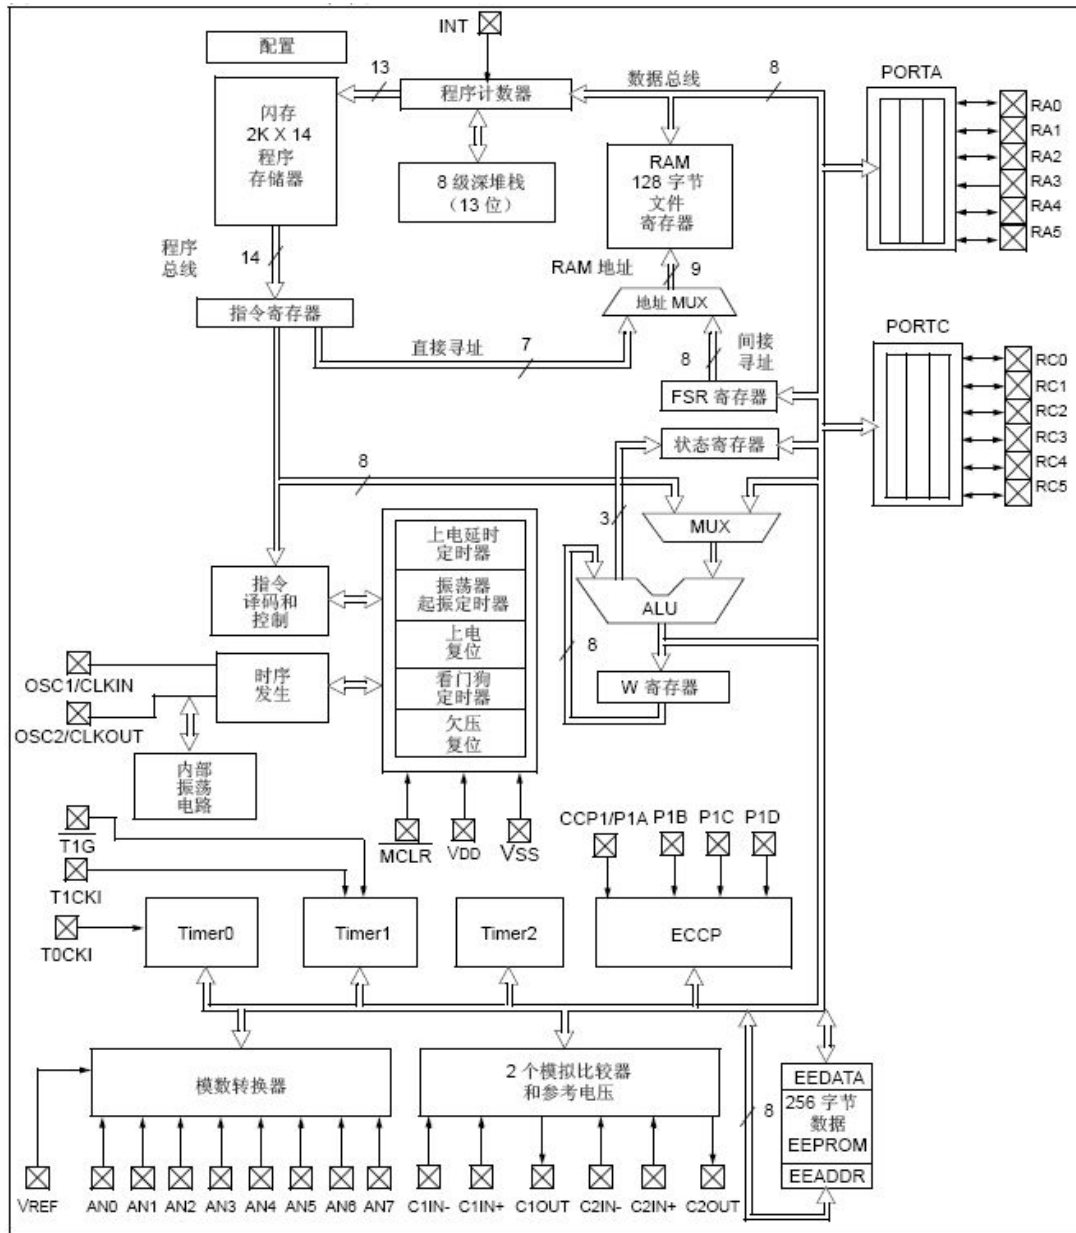 INT
配置
13
数据总线
8
PORTA
程序计数器
闪存
2K X 14
程序
存储器
RA0
RA1
RA2
RA3
RA4
RA5
8 级深堆栈
（13 位）
RAM
128 字节
文件
寄存器
程序
总线
14
RAM 地址
9
指令寄存器
地址 MUX
PORTC
直接寻址
7
8
间接
寻址
RC0
RC1
RC2
RC3
RC4
RC5
FSR 寄存器
状态寄存器
8
3
MUX
上电延时
定时器
振荡器
起振定时器
上电
复位
看门狗
定时器
欠压
复位
指令
译码和
控制
ALU
8
OSC1/CLKIN
时序
发生
W 寄存器
OSC2/CLKOUT
内部
振荡
电路
T1G
MCLR
VDD
VSS
CCP1/P1A
P1B
P1C
P1D
T1CKI
T0CKI
Timer0
Timer1
Timer2
ECCP
模数转换器
2 个模拟比较器
和参考电压
EEDATA
8
256 字节
数据
EEPROM
EEADDR
VREF
AN0
AN1
AN2
AN3
AN4
AN5
AN6
AN7
C1IN-
C1IN+
C1OUT
C2IN-
C2IN+
C2OUT